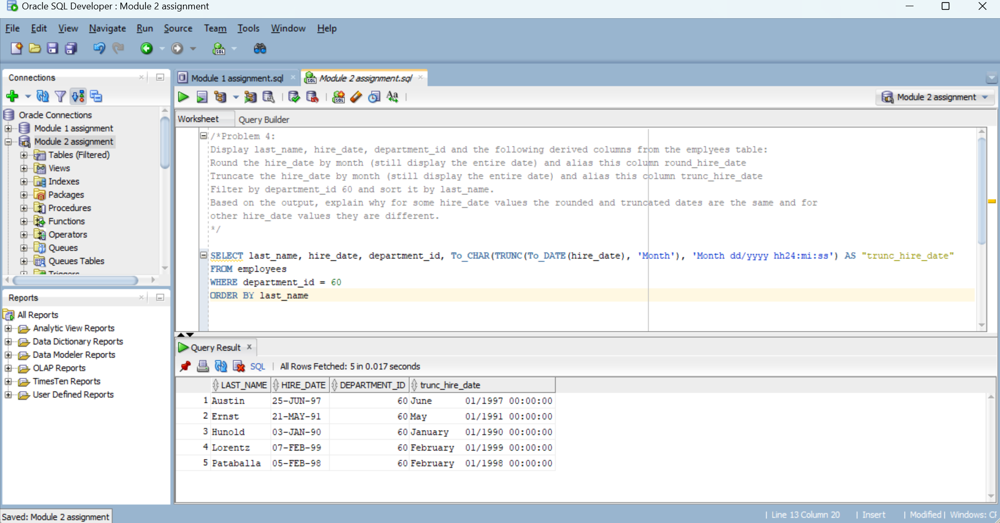 Oracle SQL Developer : Module 2 assignment
File Edit View Navigate Run Source Team Tools Window Help
Connections
Oracle Connections
Module 1 assignment
Module 2 assignment
Tables (Filtered)
Views
Indexes
Packages
Procedures
Functions
Operators
Queues
Queues Tables
Triggers
Reports
All Reports
Analytic View Reports
Data Dictionary Reports
Data Modeler Reports
OLAP Reports
TimesTen Reports
User Defined Reports
Module 1 assignment.sql
Module 2 assignment.sql
Module 2 assignment
Worksheet
Query Builder
/*Problem 4:
Display last_name, hire_date, department_id and the following derived columns from the emplyees table:
Round the hire_date by month (still display the entire date) and alias this column round_hire_date
Truncate the hire_date by month (still display the entire date) and alias this column trunc_hire_date
Filter by department_id 60 and sort it by last_name.
Based on the output, explain why for some hire_date values the rounded and truncated dates are the same and for
other hire_date values they are different.
*/
SELECT last_name, hire_date, department_id, To_CHAR(TRUNC(To_DATE(hire_date), 'Month'), 'Month dd/yyyy hh24:mi:ss') AS "trunc_hire_date"
FROM employees
WHERE department_id = 60
ORDER BY last_name
Query Result
SQL | All Rows Fetched: 5 in 0.017 seconds
LAST_NAME HIRE_DATE DEPARTMENT_ID trunc_hire_date
1 Austin 25-JUN-97 60 June 01/1997 00:00:00
2 Ernst 21-MAY-91 60 May 01/1991 00:00:00
3 Hunold 03-JAN-90 60 January 01/1990 00:00:00
4 Lorentz 07-FEB-99 60 February 01/1999 00:00:00
5 Pataballa 05-FEB-98 60 February 01/1998 00:00:00
Saved: Module 2 assignment
| Line 13 Column 20 | Insert | Modified | Windows: